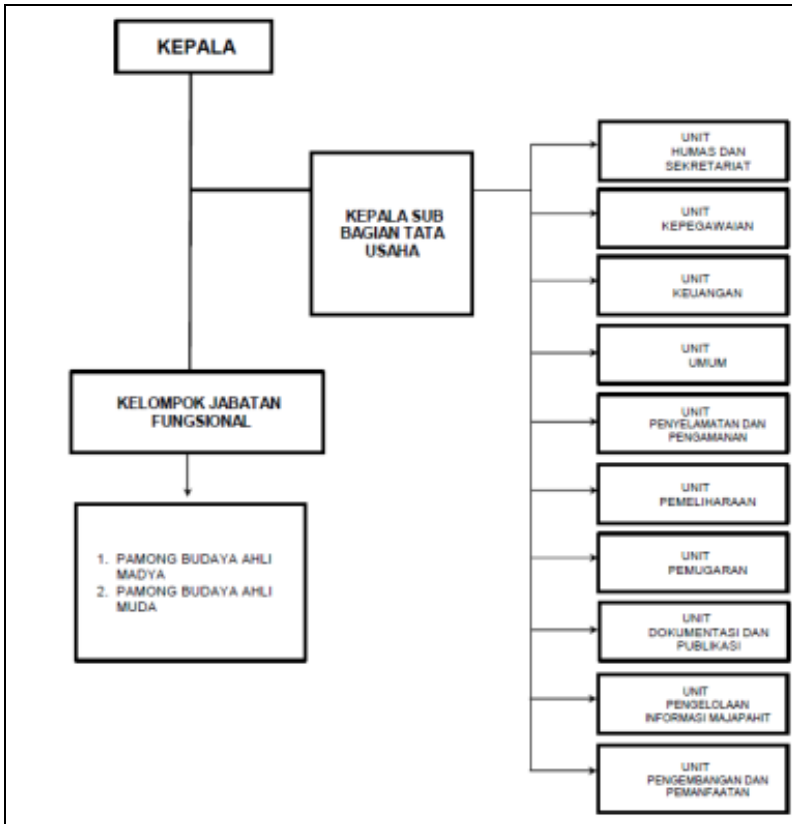 KEPALA
KEPALA SUB
BAGIAN TATA
USAHA
KELOMPOK JABATAN
FUNGSIONAL
1. PAMONG BUDAYA AHLI
MADYA
2. PAMONG BUDAYA AHLI
MUDA
UNIT
HUMAS DAN
SEKRETARIAT
UNIT
KEPEGAWAIAN
UNIT
KEUANGAN
UNIT
UMUM
UNIT
PENYELAMATAN DAN
PENGAMANAN
UNIT
PEMELIHARAAN
UNIT
PEMUGARAN
UNIT
DOKUMENTASI DAN
PUBLIKASI
UNIT
PENGELOLAAN
INFORMASI MAJAPAHIT
UNIT
PENGEMBANGAN DAN
PEMANFAATAN